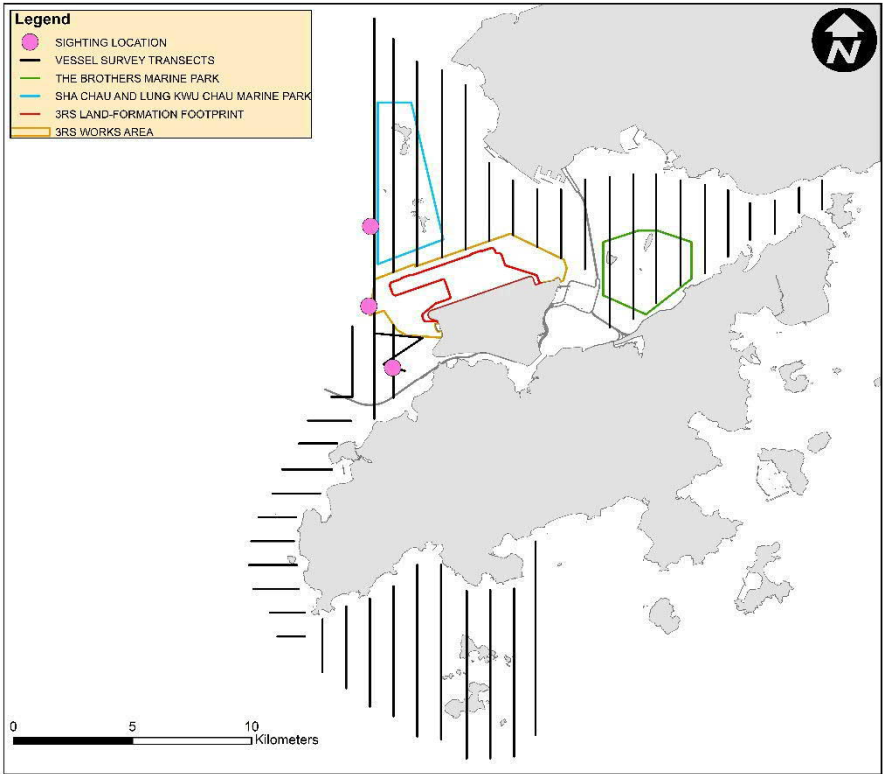 Legend
SIGHTING LOCATION
VESSEL SURVEY TRANSECTS
THE BROTHERS MARINE PARK
SHA CHAU AND LUNG KWU CHAU MARINE PARK
3RS LAND-FORMATION FOOTPRINT
3RS WORKS AREA
N
0 5 10
Kilometers